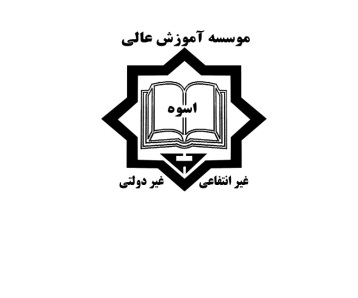 موسسه آموزش عالی
اسوه
غیر انتفاعی غیر دولتی